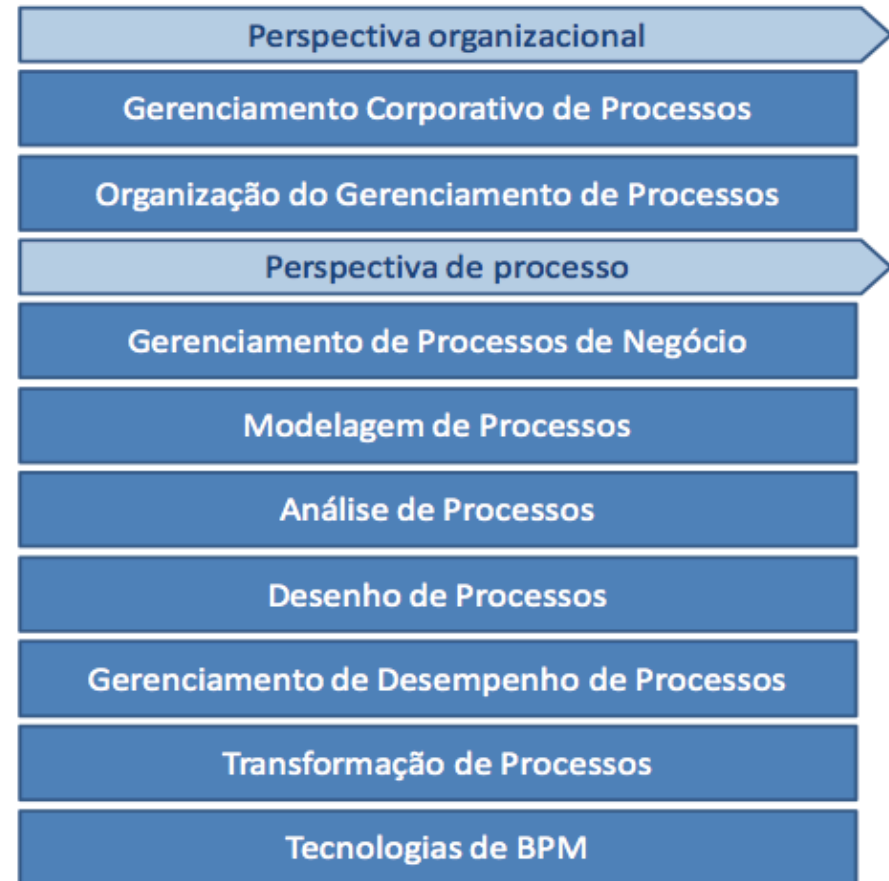 Perspectiva organizacional
Gerenciamento Corporativo de Processos
Organização do Gerenciamento de Processos
Perspectiva de processo
Gerenciamento de Processos de Negócio
Modelagem de Processos
Análise de Processos
Desenho de Processos
Gerenciamento de Desempenho de Processos
Transformação de Processos
Tecnologias de BPM